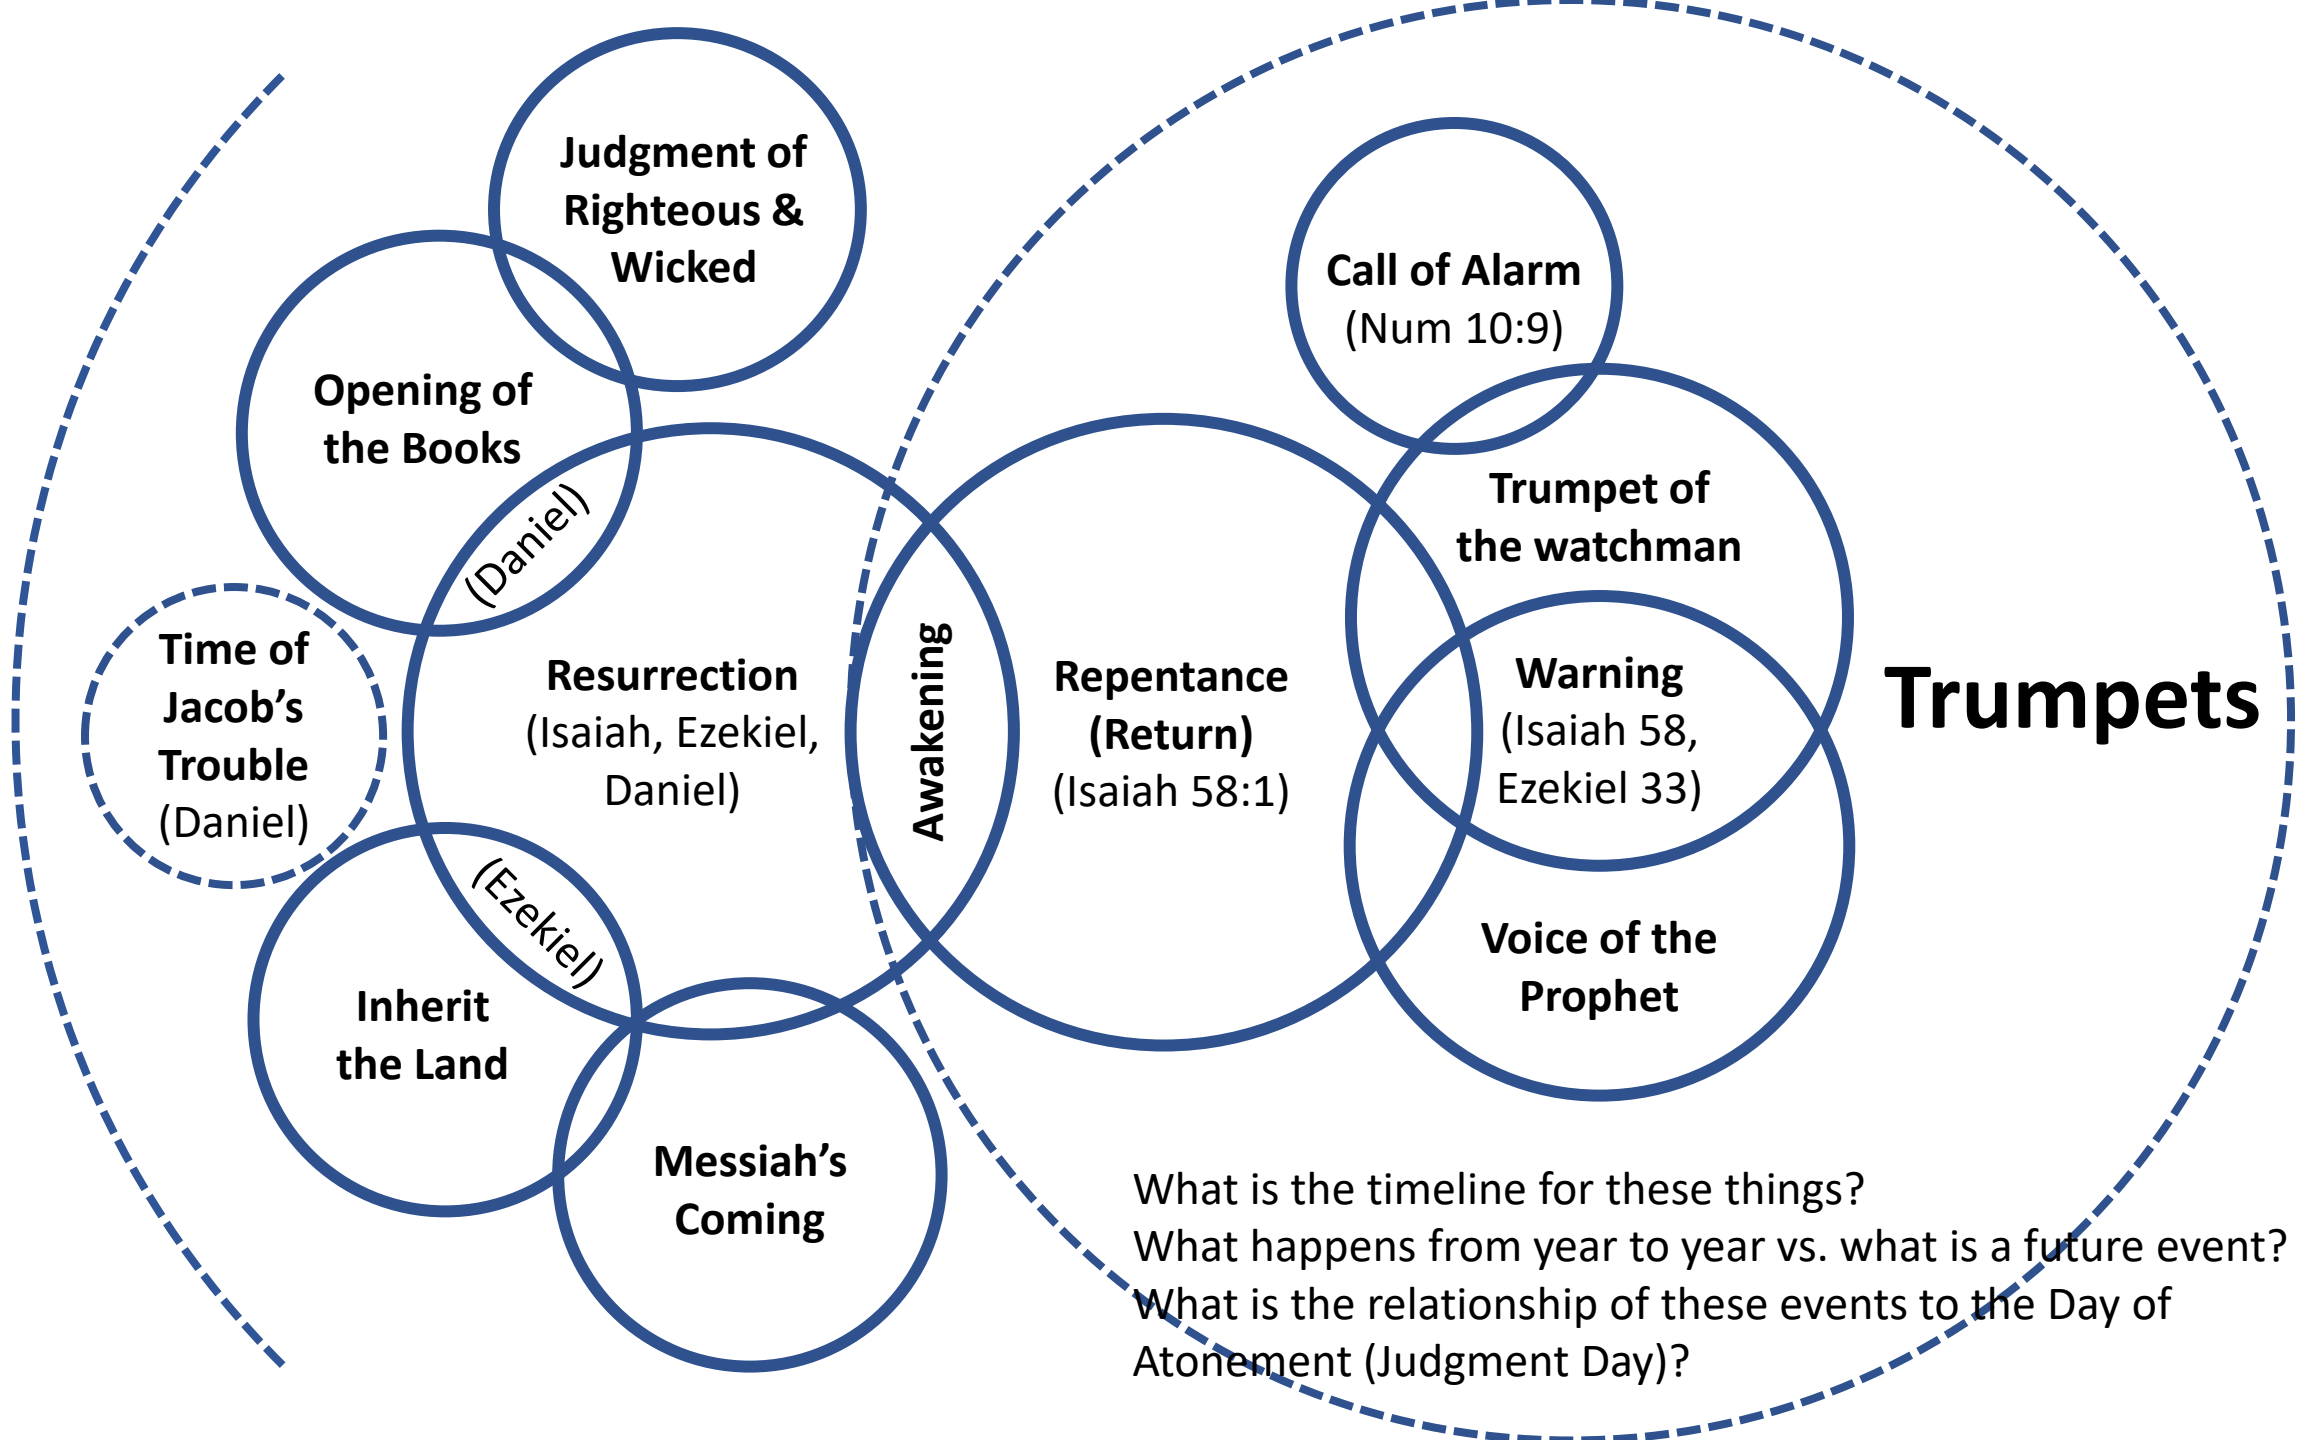 Judgment of
Righteous &
Wicked
Opening of
the Books
(Daniel)
Time of
Jacob’s
Trouble
(Daniel)
Resurrection
(Isaiah, Ezekiel,
Daniel)
(Ezekiel)
Inherit
the Land
Messiah’s
Coming
Awakening
Repentance
(Return)
(Isaiah 58:1)
Call of Alarm
(Num 10:9)
Trumpet of
the watchman
Warning
(Isaiah 58,
Ezekiel 33)
Voice of the
Prophet
Trumpets
What is the timeline for these things?
What happens from year to year vs. what is a future event?
What is the relationship of these events to the Day of
Atonement (Judgment Day)?